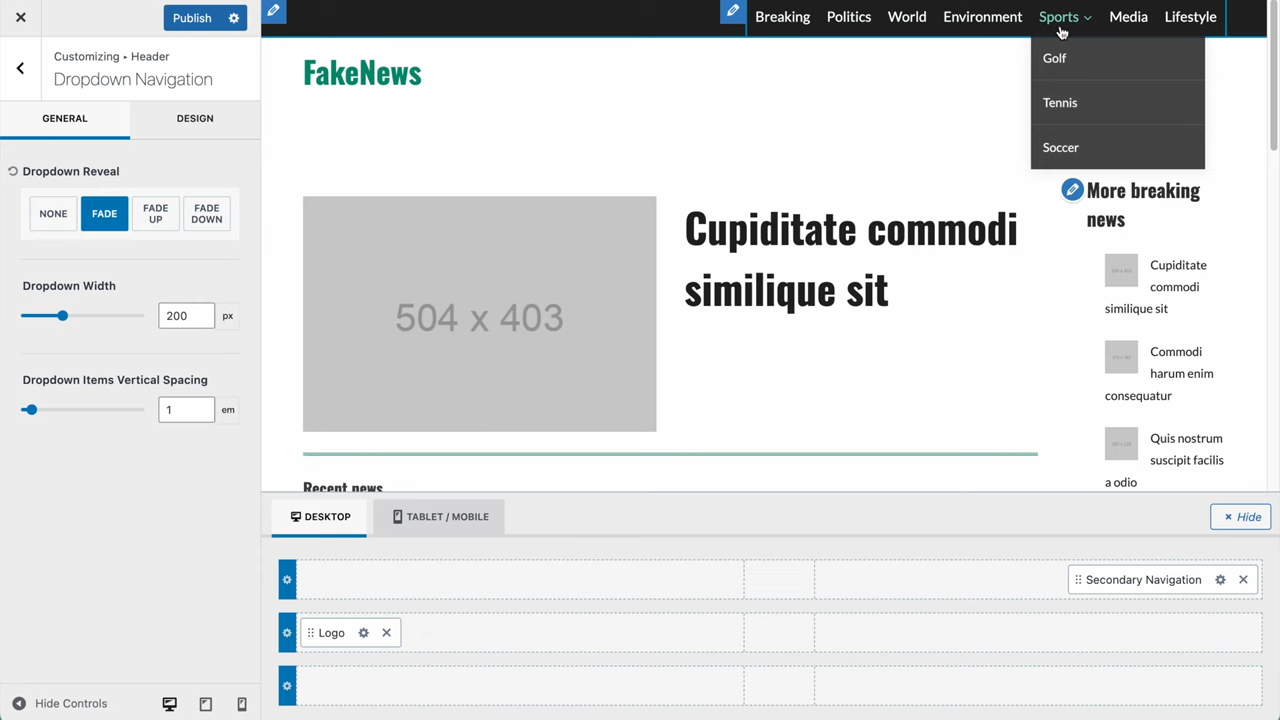 Publish
Customizing ▸ Header
Dropdown Navigation
GENERAL
DESIGN
Dropdown Reveal
NONE
FADE
FADE UP
FADE DOWN
Dropdown Width
200
px
Dropdown Items Vertical Spacing
1
em
Hide Controls
Breaking
Politics
World
Environment
Sports
Media
Lifestyle
Golf
Tennis
Soccer
FakeNews
504 x 403
Cupiditate commodi
similique sit
Recent news
More breaking
news
Cupiditate
commodi
similique sit
Commodi
harum enim
consequatur
Quis nostrum
suscipit facilis
a odio
DESKTOP
TABLET / MOBILE
× Hide
Secondary Navigation
Logo